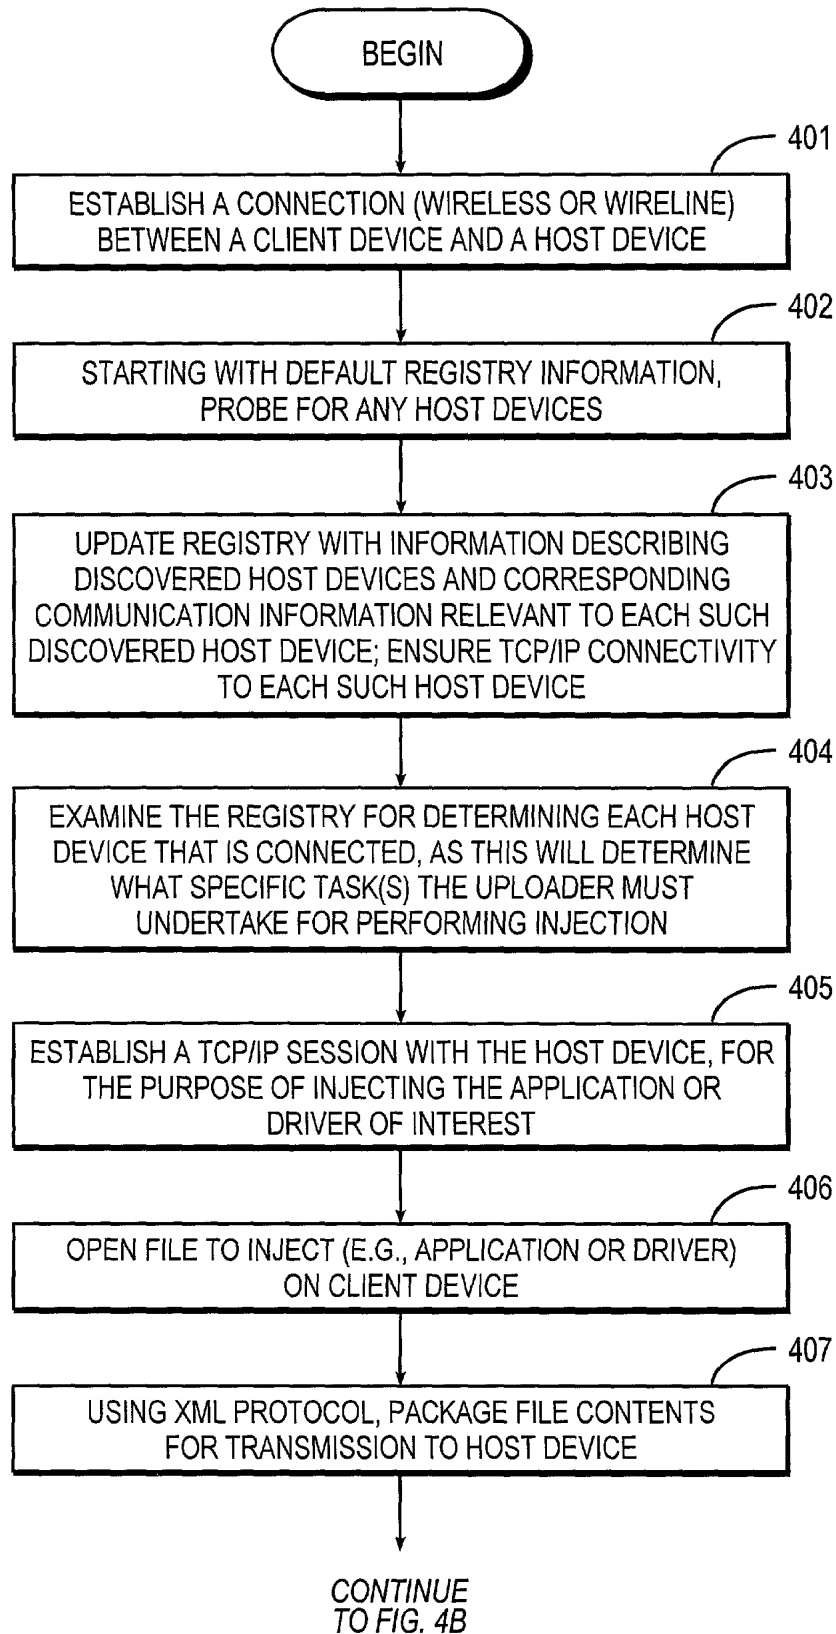 BEGIN
401
ESTABLISH A CONNECTION (WIRELESS OR WIRELINE)
BETWEEN A CLIENT DEVICE AND A HOST DEVICE
402
STARTING WITH DEFAULT REGISTRY INFORMATION,
PROBE FOR ANY HOST DEVICES
403
UPDATE REGISTRY WITH INFORMATION DESCRIBING
DISCOVERED HOST DEVICES AND CORRESPONDING
COMMUNICATION INFORMATION RELEVANT TO EACH SUCH
DISCOVERED HOST DEVICE; ENSURE TCP/IP CONNECTIVITY
TO EACH SUCH HOST DEVICE
404
EXAMINE THE REGISTRY FOR DETERMINING EACH HOST
DEVICE THAT IS CONNECTED, AS THIS WILL DETERMINE
WHAT SPECIFIC TASK(S) THE UPLOADER MUST
UNDERTAKE FOR PERFORMING INJECTION
405
ESTABLISH A TCP/IP SESSION WITH THE HOST DEVICE, FOR
THE PURPOSE OF INJECTING THE APPLICATION OR
DRIVER OF INTEREST
406
OPEN FILE TO INJECT (E.G., APPLICATION OR DRIVER)
ON CLIENT DEVICE
407
USING XML PROTOCOL, PACKAGE FILE CONTENTS
FOR TRANSMISSION TO HOST DEVICE
CONTINUE
TO FIG. 4B